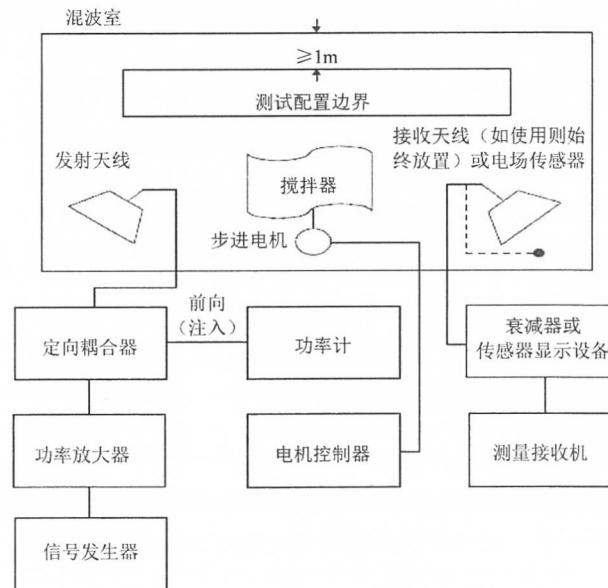 混波室
≥1m
测试配置边界
发射天线
接收天线（如使用则始
终放置）或电场传感器
搅拌器
步进电机
前向
（注入）
定向耦合器
功率计
衰减器或
传感器显示设备
功率放大器
电机控制器
测量接收机
信号发生器